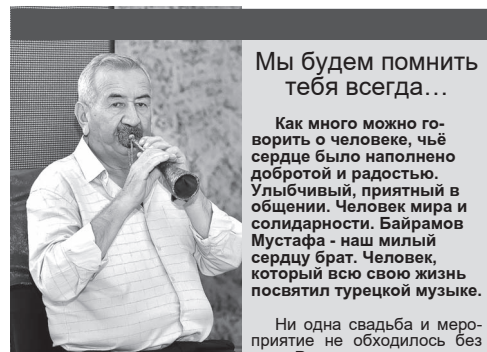 Мы будем помнить
тебя всегда…
Как много можно го-
ворить о человеке, чьё
сердце было наполнено
добротой и радостью.
Улыбчивый, приятный в
общении. Человек мира и
солидарности. Байрамов
Мустафа - наш милый
сердцу брат. Человек,
который всю свою жизнь
посвятил турецкой музыке.
Ни одна свадьба и меро-
приятие не обходилось без